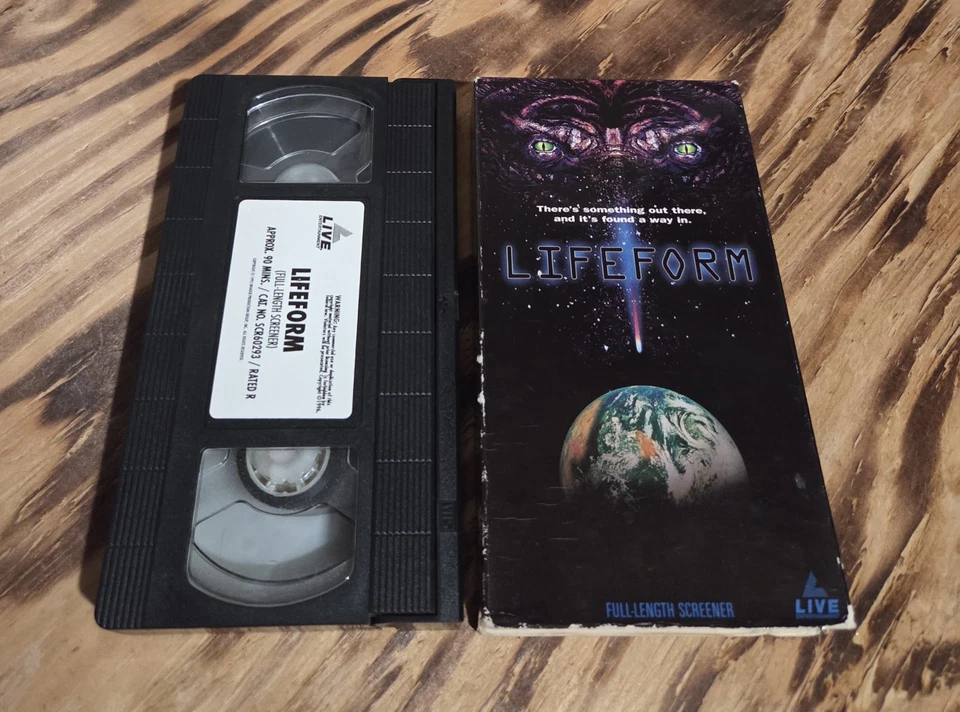 LIVE
ENTERTAINMENT
LIFEFORM
(FULL-LENGTH SCREENER)
APPROX. 90 MINS. / CAT. NO. SCR60293 / RATED R
There's something out there,
and it's found a way in.
LIFEFORM
FULL-LENGTH SCREENER
LIVE